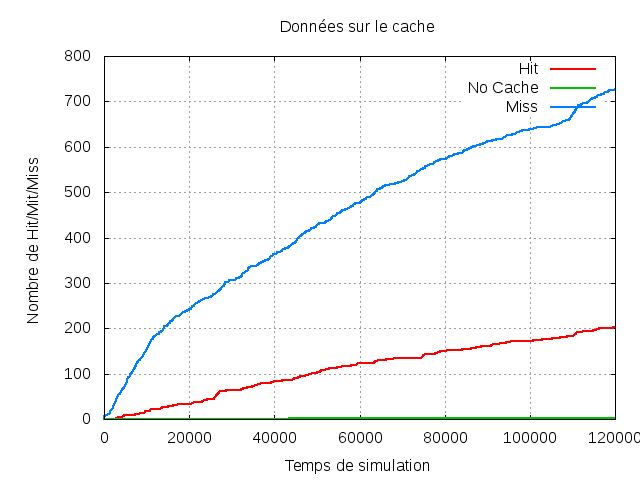 Données sur le cache
800
700
600
500
400
300
200
100
0
Nombre de Hit/Mit/Miss
Hit
No Cache
Miss
0 20000 40000 60000 80000 100000 120000
Temps de simulation